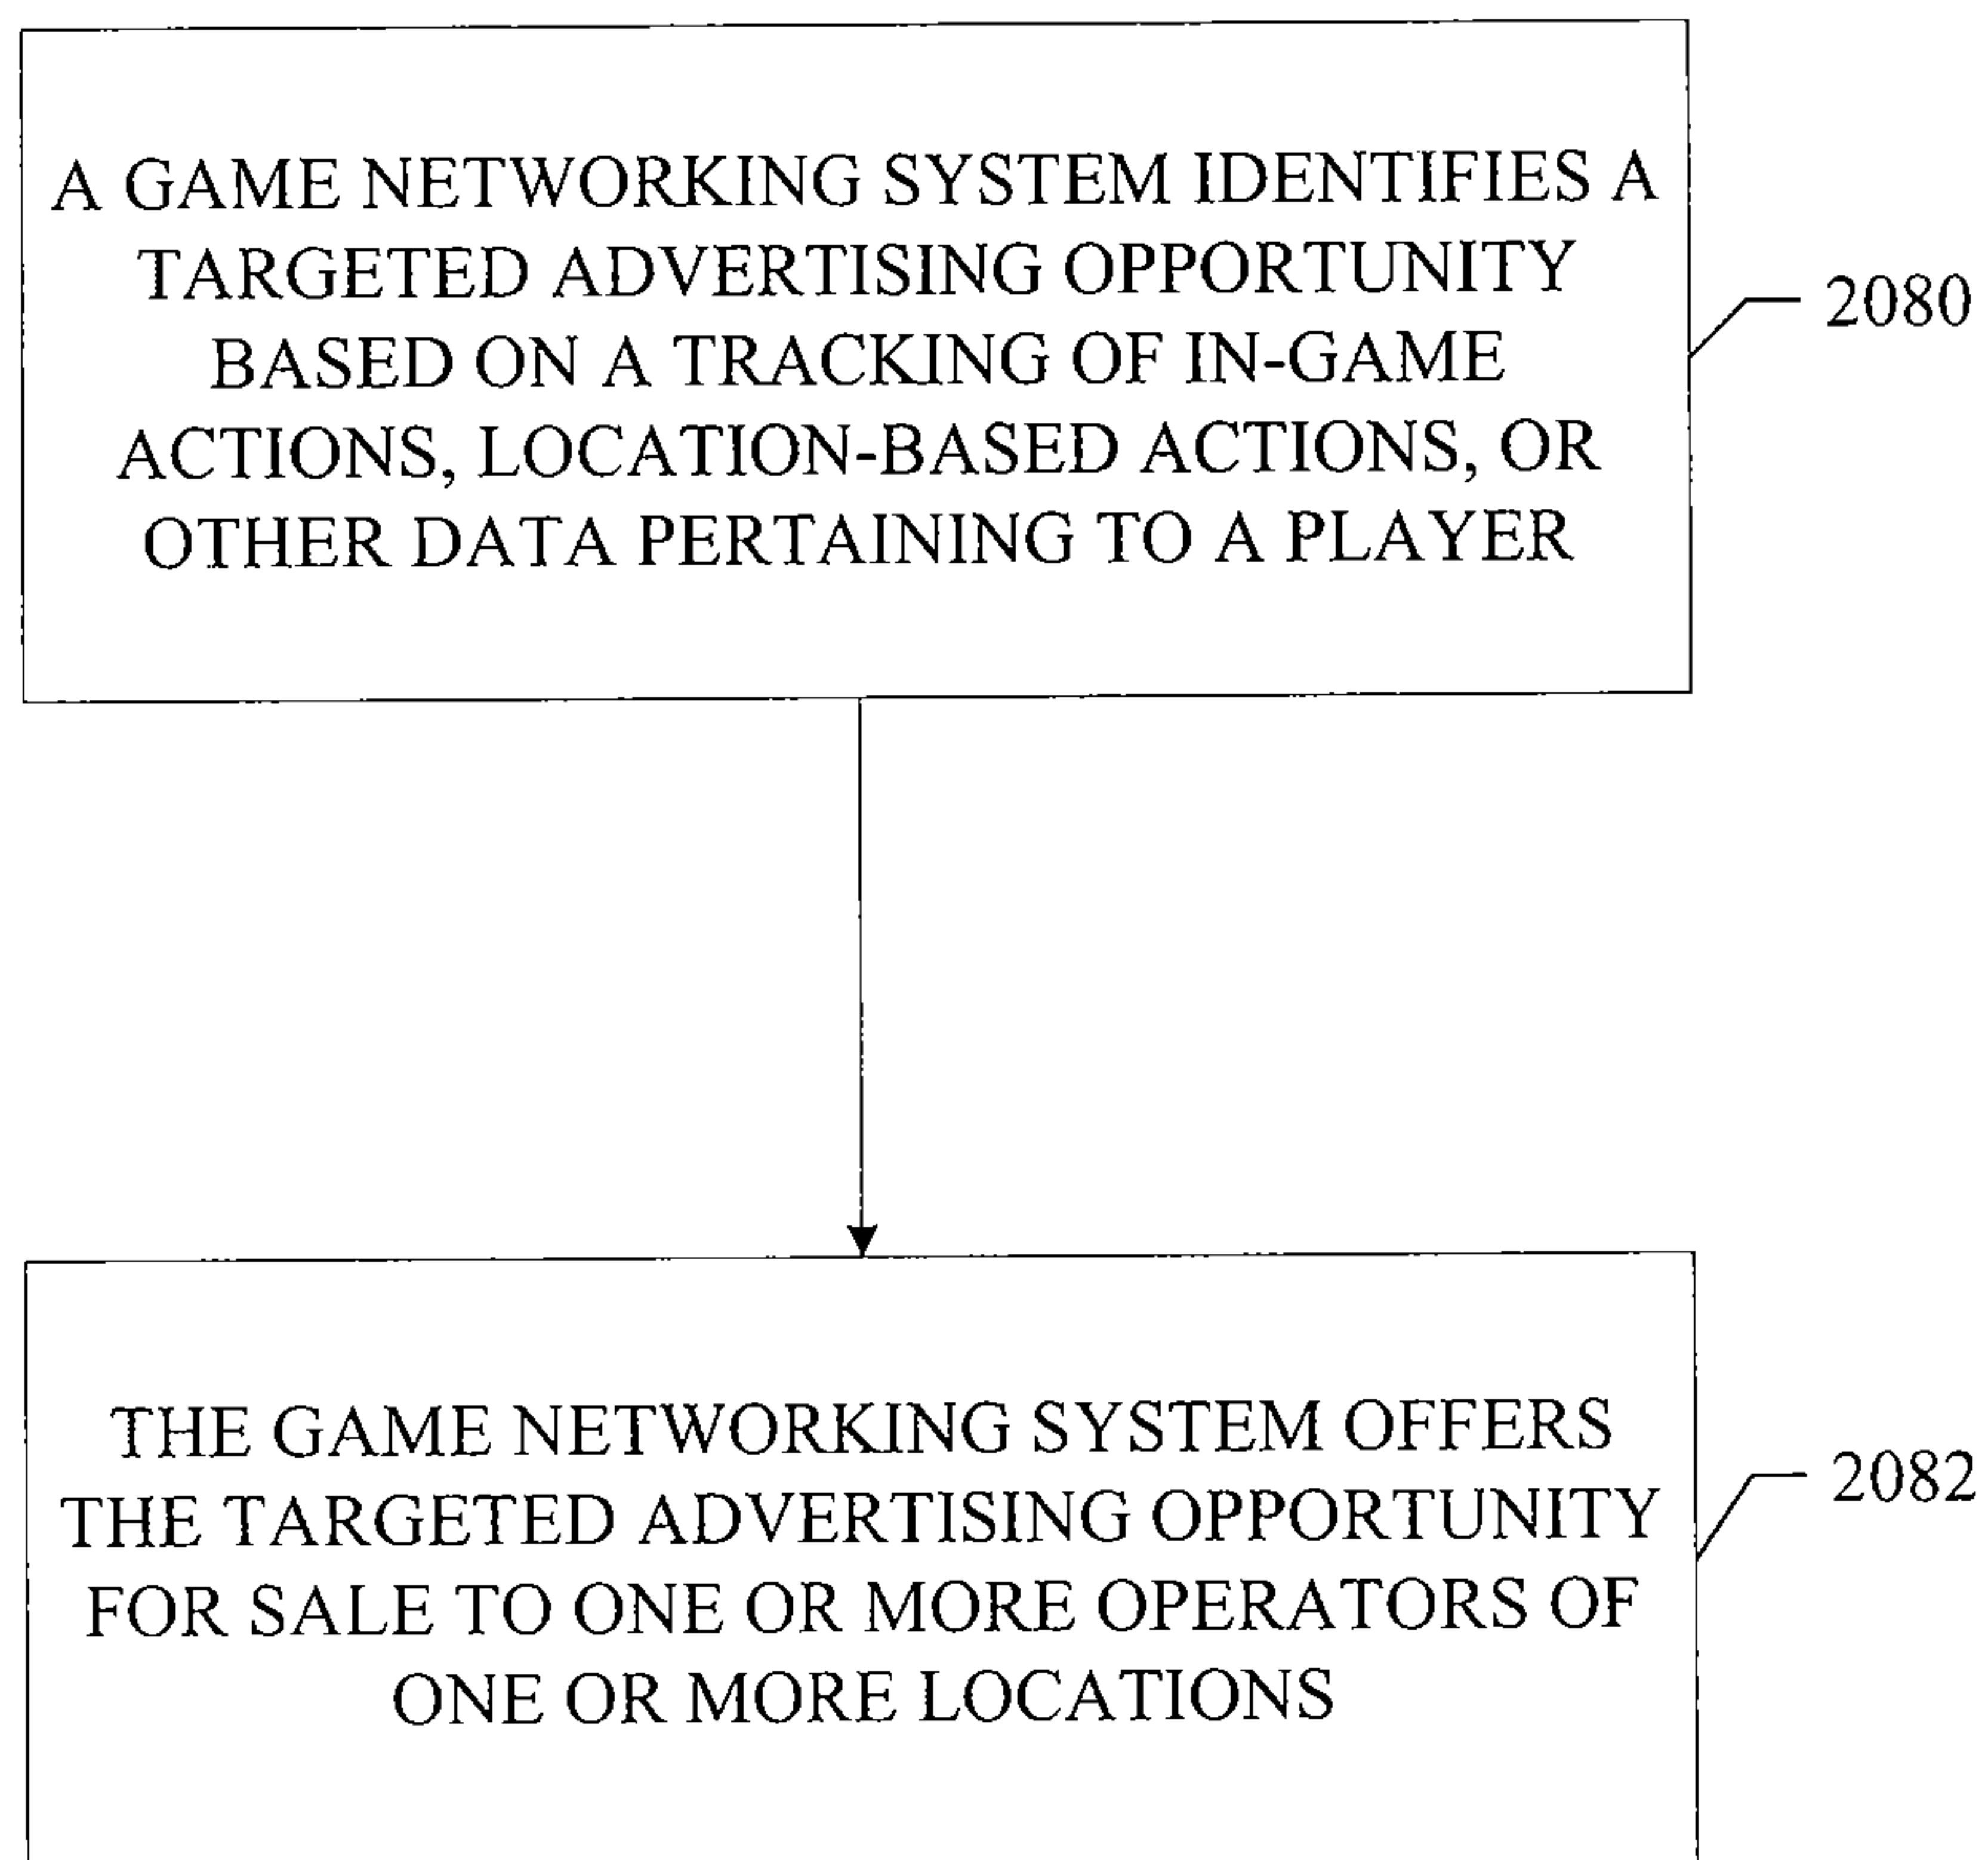 A GAME NETWORKING SYSTEM IDENTIFIES A
TARGETED ADVERTISING OPPORTUNITY
BASED ON A TRACKING OF IN-GAME
ACTIONS, LOCATION-BASED ACTIONS, OR
OTHER DATA PERTAINING TO A PLAYER
2080
THE GAME NETWORKING SYSTEM OFFERS
THE TARGETED ADVERTISING OPPORTUNITY
FOR SALE TO ONE OR MORE OPERATORS OF
ONE OR MORE LOCATIONS
2082